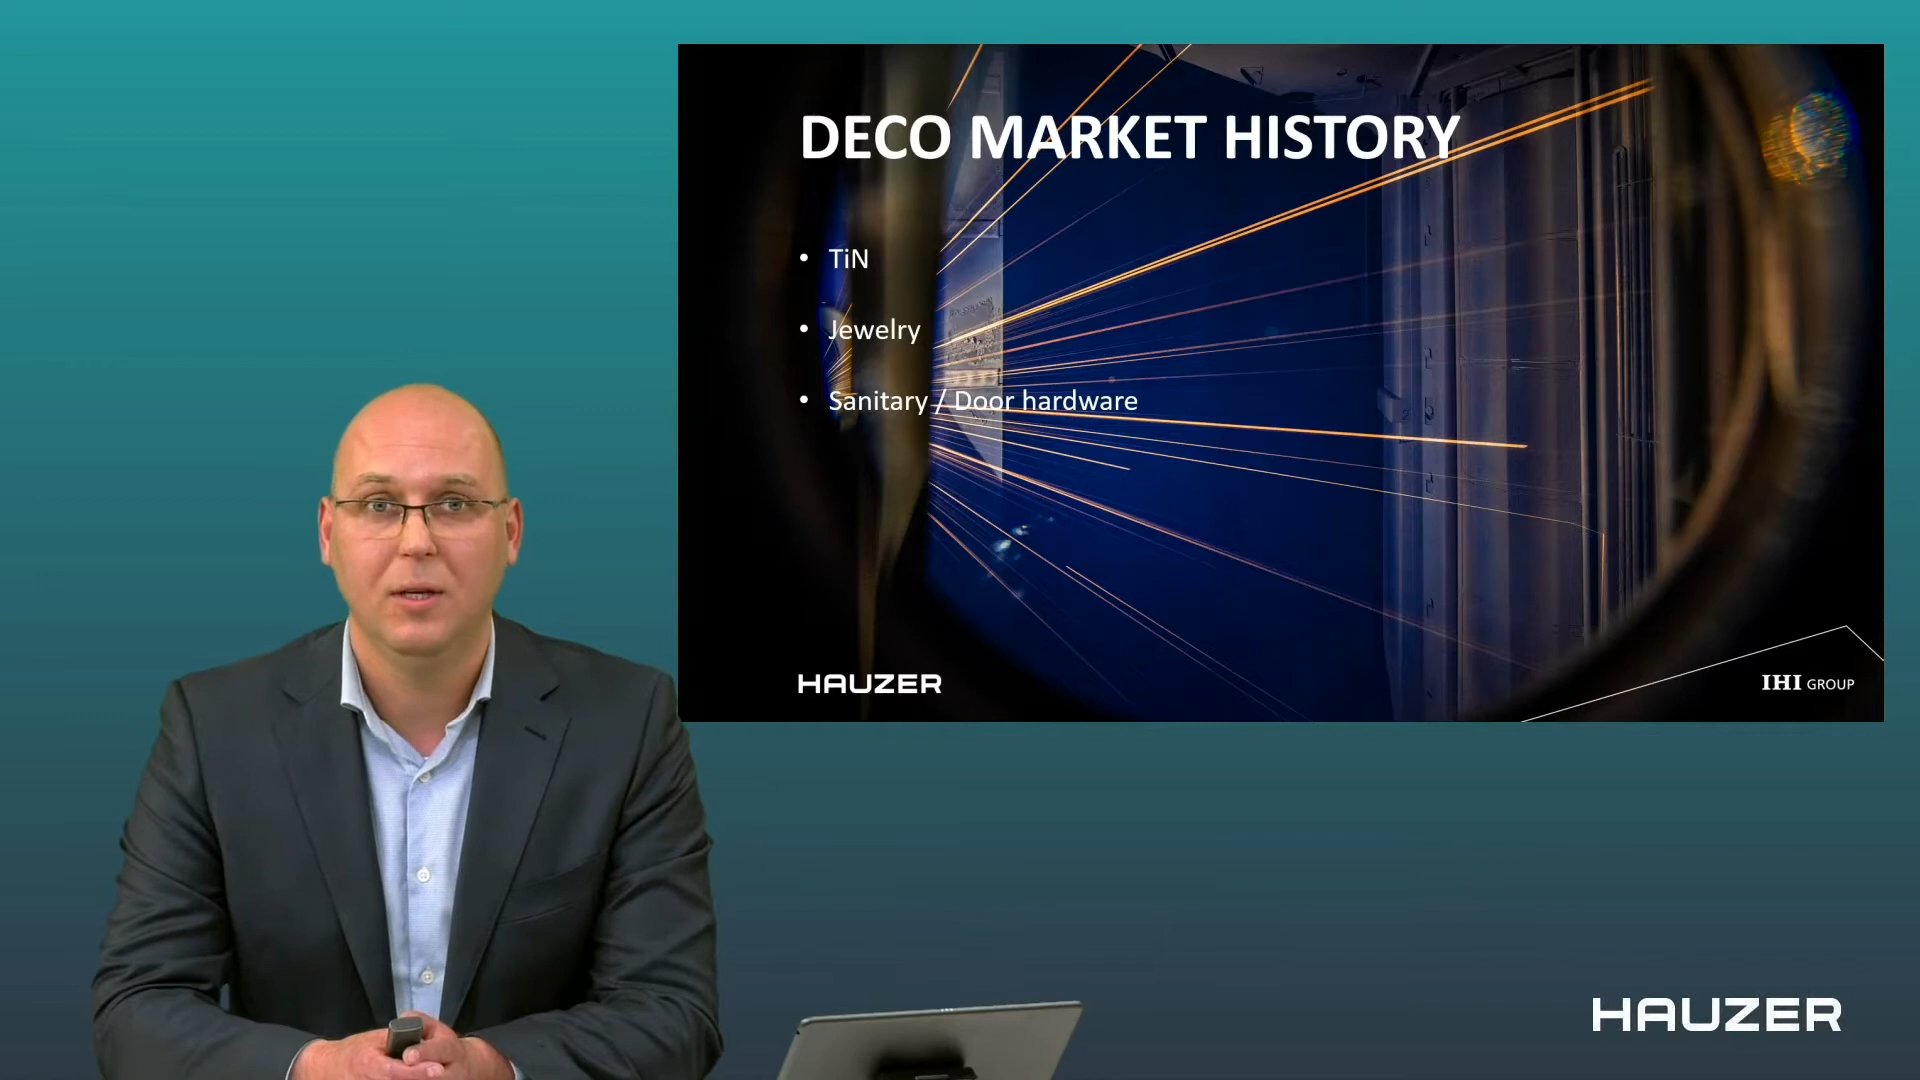 DECO MARKET HISTORY
• TiN
• Jewelry
• Sanitary / Door hardware
HAUZER
IHI GROUP
HAUZER